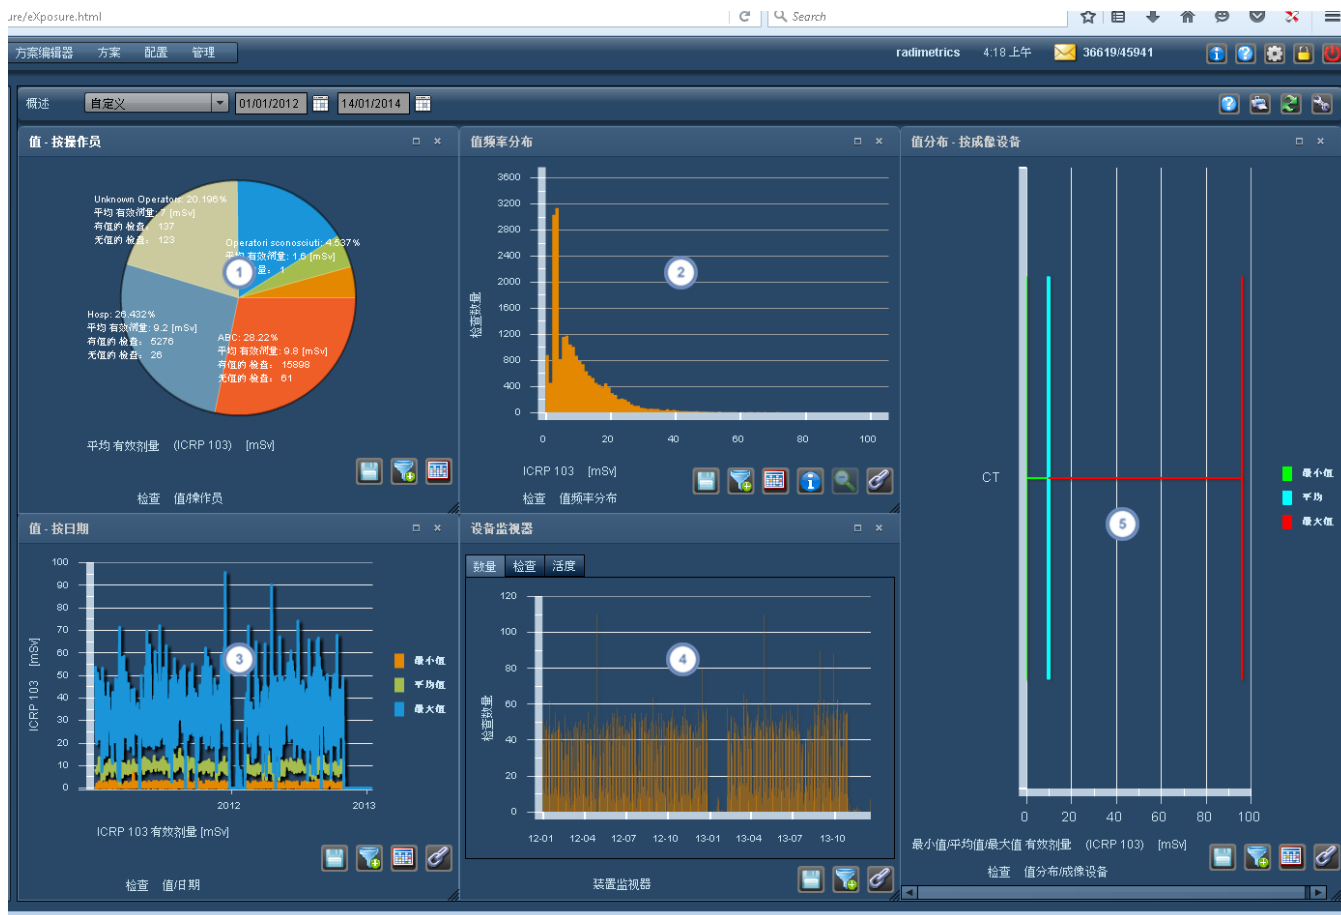 ure/eXposure.html
Search
方案编辑器 方案 配置 管理
radimetrics 4:18 上午 36619/45941
概述 自定义 01/01/2012 14/01/2014
值 - 按操作员
Unknown Operators: 20.196%
平均 有效剂量: 7 [mSv]
有值的 检查: 137
无值的 检查: 123
Operatori sconosciuti: 4.537%
平均 有效剂量: 1.6 [mSv]
量: 1
1
Hosp: 26.432%
平均 有效剂量: 9.2 [mSv]
有值的 检查: 5276
无值的 检查: 26
ABC: 28.22%
平均 有效剂量: 9.8 [mSv]
有值的 检查: 15898
无值的 检查: 61
平均 有效剂量 (ICRP 103) [mSv]
检查 值/操作员
值频率分布
3600
3200
2800
2400
2000
1600
1200
800
400
0
检查数量
2
0 20 40 60 80 100
ICRP 103 [mSv]
检查 值频率分布
值分布 - 按成像设备
CT
5
最小值
平均
最大值
0 20 40 60 80 100
最小值/平均值/最大值 有效剂量 (ICRP 103) [mSv]
检查 值分布/成像设备
值 - 按日期
100
90
80
70
60
50
40
30
20
10
0
ICRP 103 [mSv]
3
最小值
平均值
最大值
2012 2013
ICRP 103 有效剂量 [mSv]
检查 值/日期
设备监视器
数量 检查 活度
120
100
80
60
40
20
0
检查数量
4
12-01 12-04 12-07 12-10 13-01 13-04 13-07 13-10
装置监视器